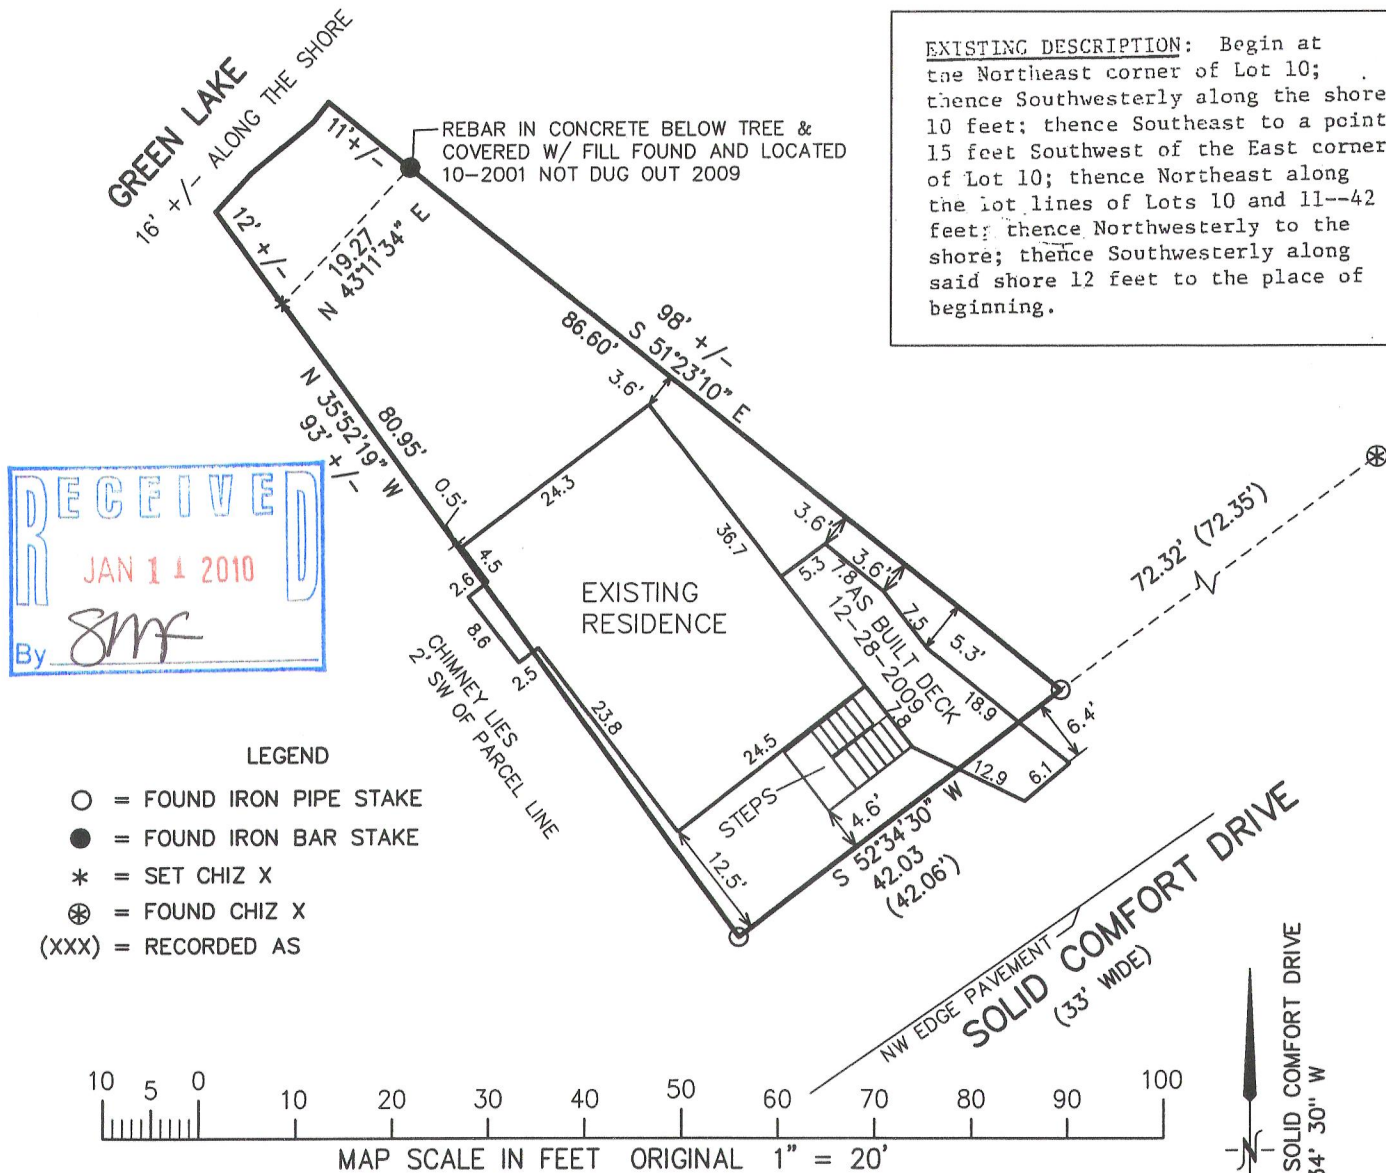 GREEN LAKE
16' +/- ALONG THE SHORE
11'+/-
REBAR IN CONCRETE BELOW TREE &
COVERED W/ FILL FOUND AND LOCATED
10-2001 NOT DUG OUT 2009
EXISTING DESCRIPTION: Begin at
the Northeast corner of Lot 10;
thence Southwesterly along the shore
10 feet; thence Southeast to a point
15 feet Southwest of the East corner
of Lot 10; thence Northeast along
the lot lines of Lots 10 and 11--42
feet; thence Northwesterly to the
shore; thence Southwesterly along
said shore 12 feet to the place of
beginning.
12' +/-
19.27
N 43°11'34" E
98' +/-
S 51°23'10" E
86.60'
3.6'
N 35°52'19" W
93' +/-
80.95'
0.5'
24.3
36.7
4.5
2.6
8.6
2.5
23.8
EXISTING
RESIDENCE
CHIMNEY LIES
2' SW OF PARCEL LINE
3.6'
3.6'
5.3
7.8
7.5
5.3'
AS BUILT DECK
12-28-2009
18.9
7.8
24.5
STEPS
12.9
6.1
6.4'
4.6'
12.5'
S 52°34'30" W
42.03
(42.06')
72.32' (72.35')
RECEIVED
JAN 11 2010
By SMF
LEGEND
○ = FOUND IRON PIPE STAKE
● = FOUND IRON BAR STAKE
* = SET CHIZ X
⊛ = FOUND CHIZ X
(XXX) = RECORDED AS
NW EDGE PAVEMENT
SOLID COMFORT DRIVE
(33' WIDE)
SOLID COMFORT DRIVE
34' 30" W
N
10 5 0 10 20 30 40 50 60 70 80 90 100
MAP SCALE IN FEET ORIGINAL 1" = 20'